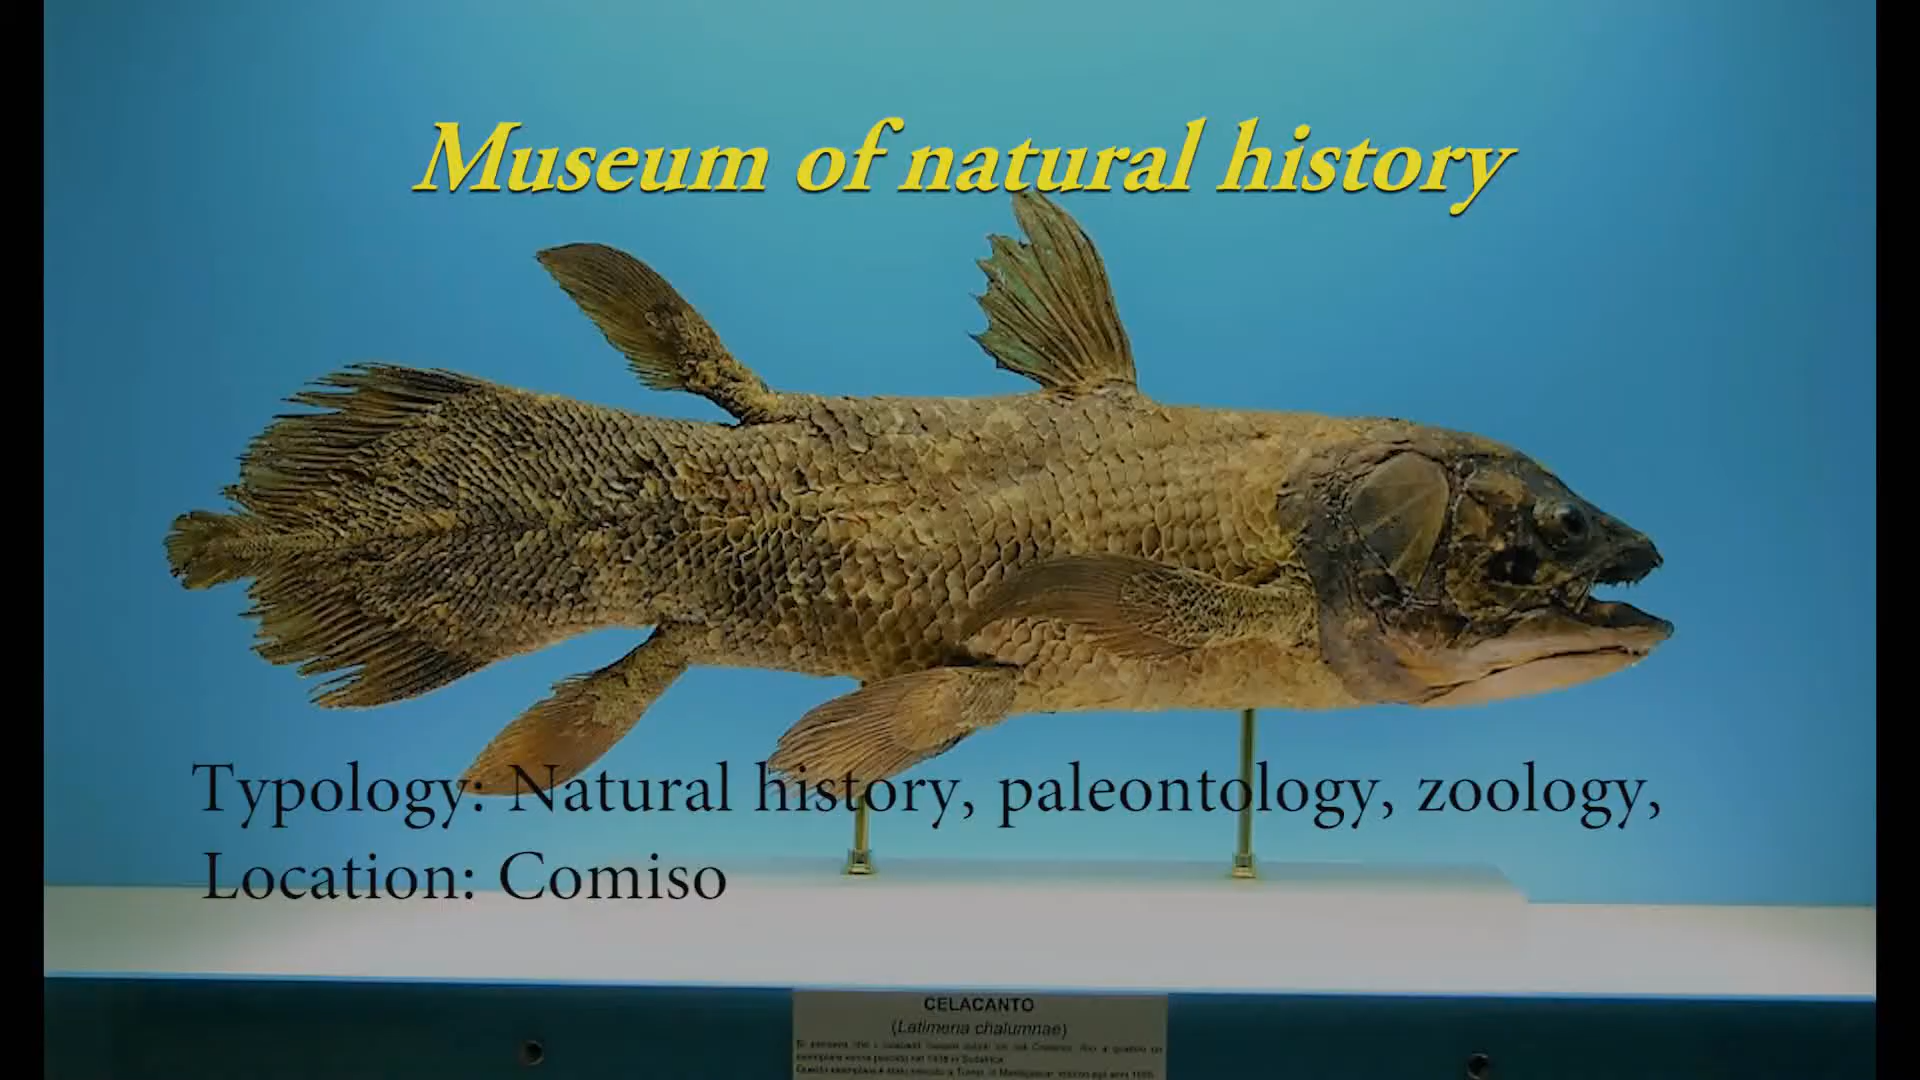 Museum of natural history
Typology: Natural history, paleontology, zoology,
Location: Comiso
CELACANTO
(Latimeria chalumnae)